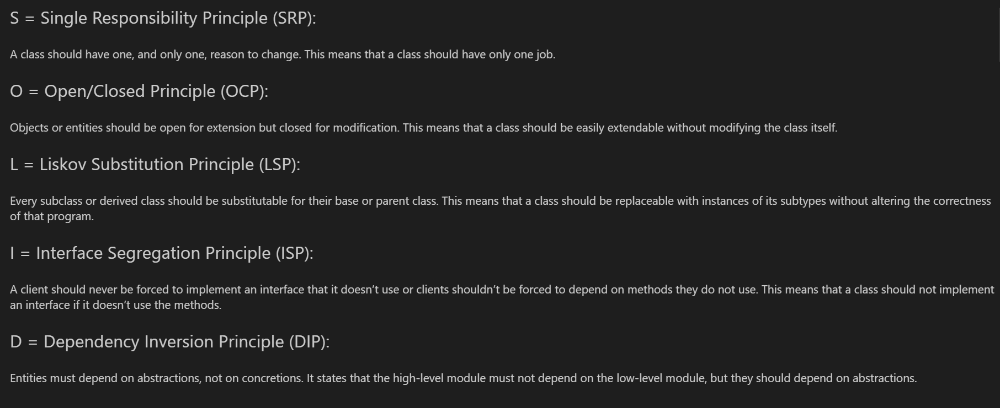 S = Single Responsibility Principle (SRP):
A class should have one, and only one, reason to change. This means that a class should have only one job.
O = Open/Closed Principle (OCP):
Objects or entities should be open for extension but closed for modification. This means that a class should be easily extendable without modifying the class itself.
L = Liskov Substitution Principle (LSP):
Every subclass or derived class should be substitutable for their base or parent class. This means that a class should be replaceable with instances of its subtypes without altering the correctness
of that program.
I = Interface Segregation Principle (ISP):
A client should never be forced to implement an interface that it doesn’t use or clients shouldn’t be forced to depend on methods they do not use. This means that a class should not implement
an interface if it doesn’t use the methods.
D = Dependency Inversion Principle (DIP):
Entities must depend on abstractions, not on concretions. It states that the high-level module must not depend on the low-level module, but they should depend on abstractions.